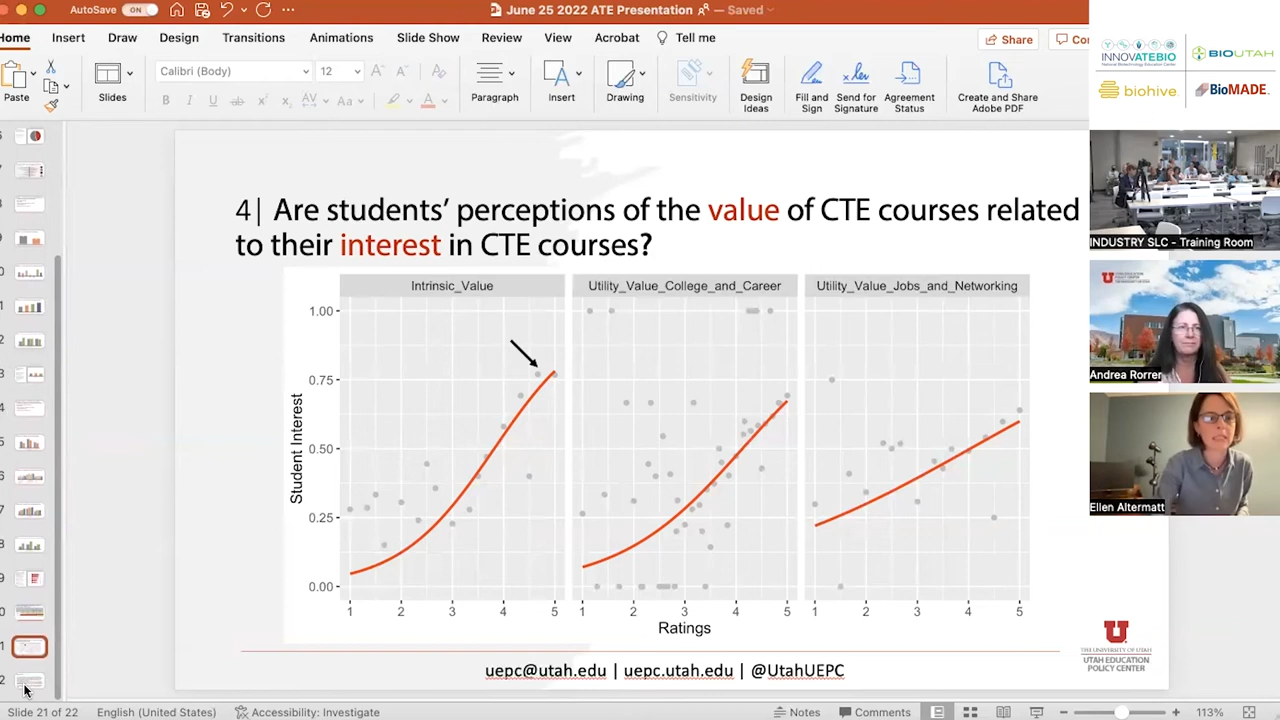 AutoSave ON June 25 2022 ATE Presentation — Saved
Home Insert Draw Design Transitions Animations Slide Show Review View Acrobat Tell me Share
Calibri (Body) 12
Paste Slides Paragraph Insert Drawing Sensitivity Design Ideas Fill and Sign Send for Signature Agreement Status Create and Share Adobe PDF
INNOVATEBIO BIOUTAH
biohive BioMADE
4| Are students' perceptions of the value of CTE courses related
to their interest in CTE courses?
Intrinsic_Value Utility_Value_College_and_Career Utility_Value_Jobs_and_Networking
1.00
0.75
0.50
0.25
0.00
Student Interest
1 2 3 4 5 1 2 3 4 5 1 2 3 4 5
Ratings
uepc@utah.edu | uepc.utah.edu | @UtahUEPC
U
THE UNIVERSITY OF UTAH
UTAH EDUCATION
POLICY CENTER
INDUSTRY SLC - Training Room
Andrea Rorrer
Ellen Altermatt
Slide 21 of 22 English (United States) Accessibility: Investigate Notes Comments 113%